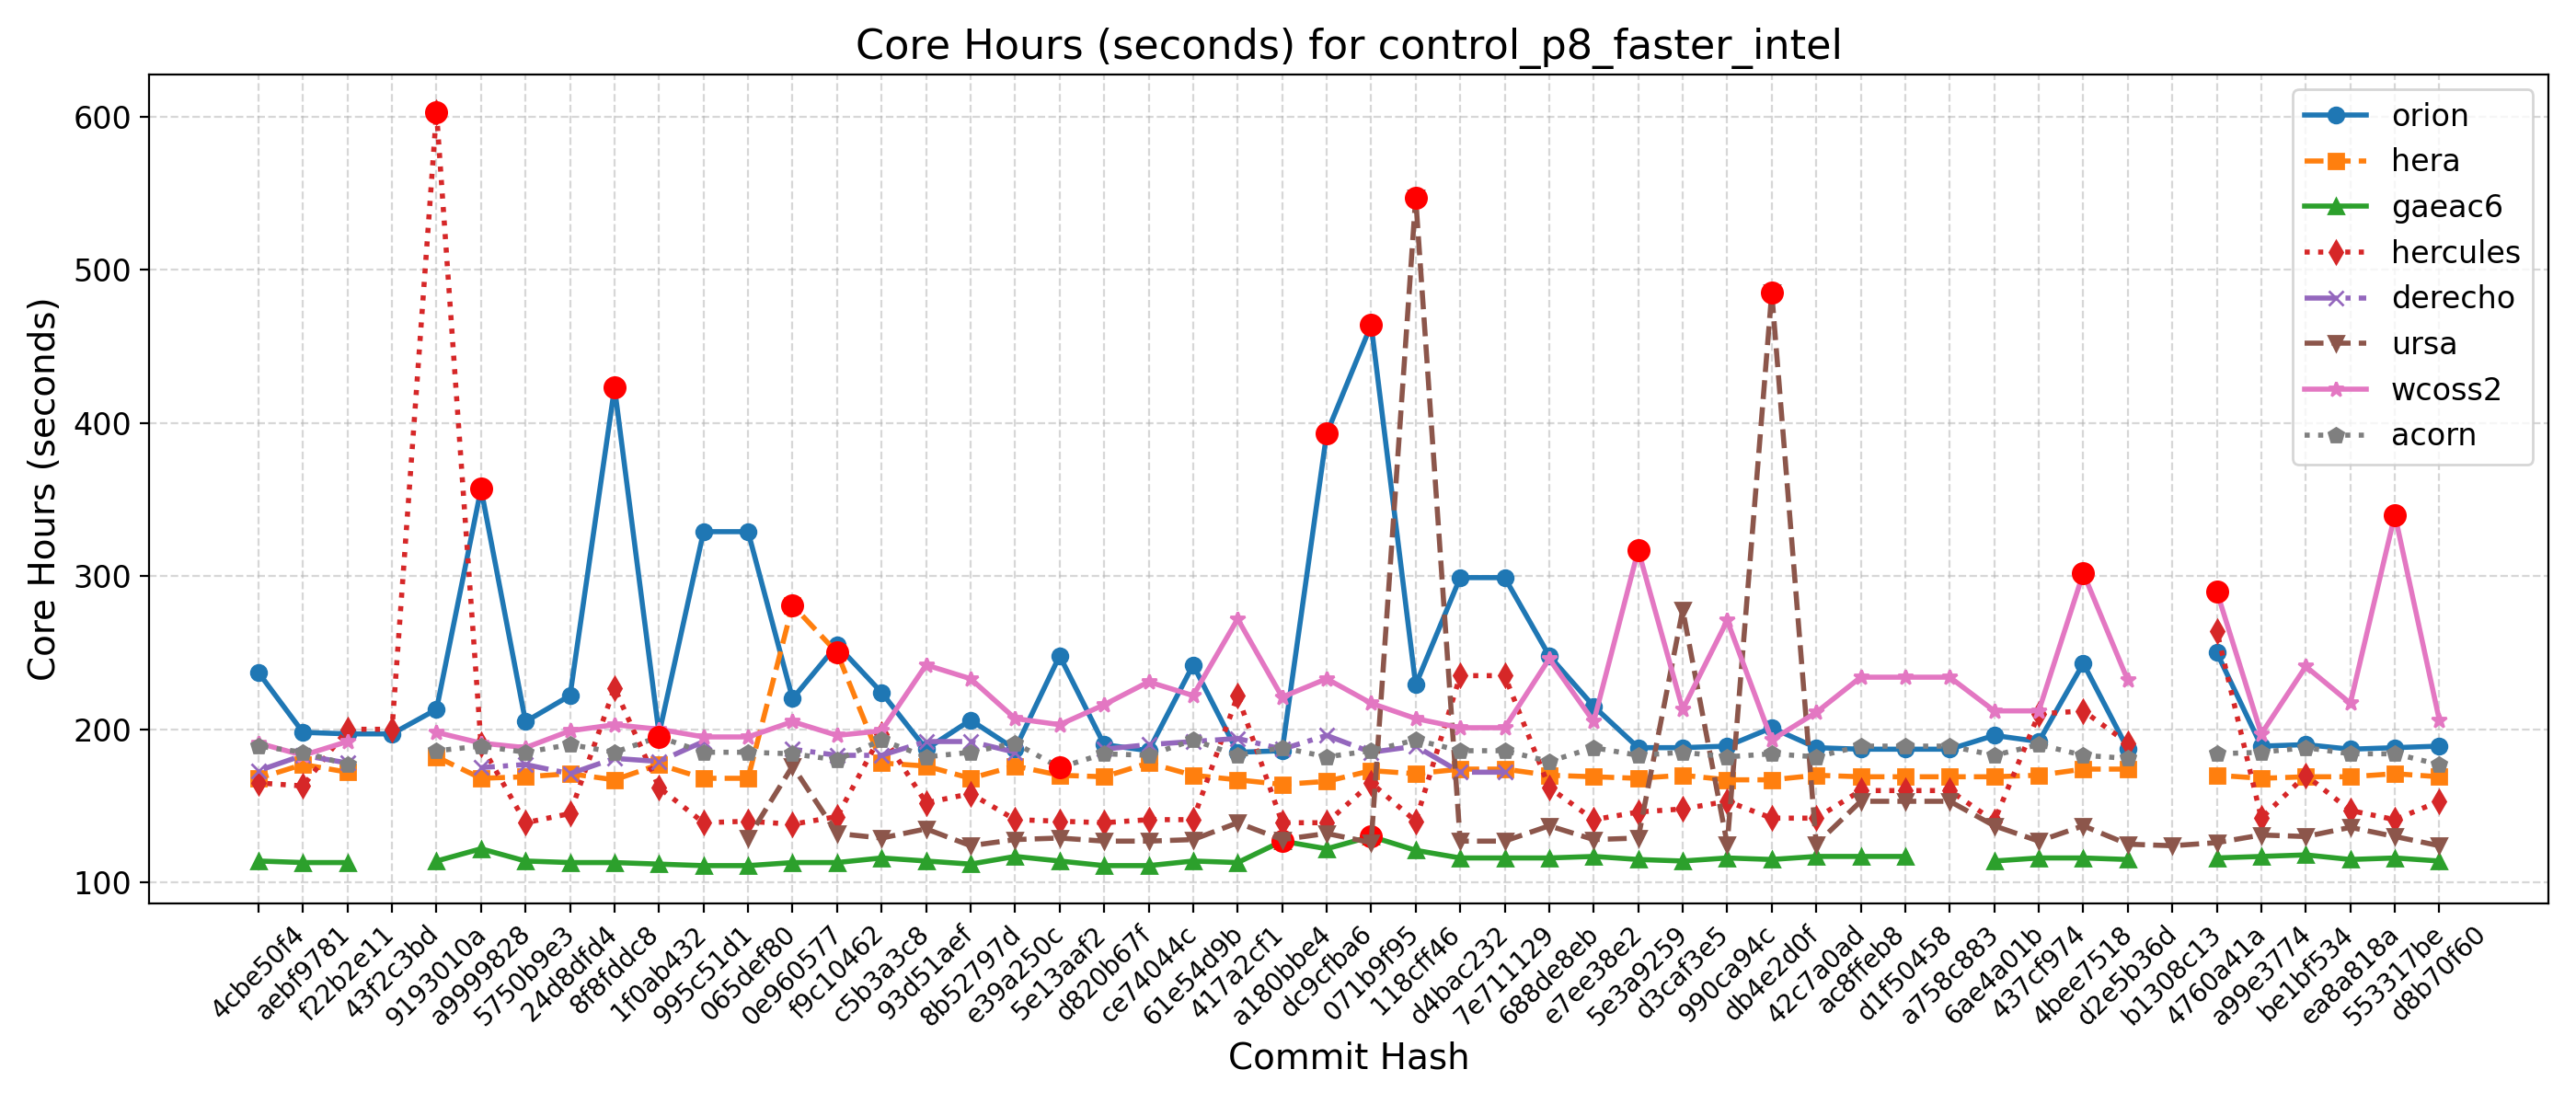 Core Hours (seconds) for control_p8_faster_intel
Core Hours (seconds)
600
500
400
300
200
100
orion
hera
gaeac6
hercules
derecho
ursa
wcoss2
acorn
4cbe50f4
aebf9781
f22b2e11
43f2c3bd
9193010a
a9999828
5750b9e3
24d8dfd4
8f8fddc8
1f0ab432
995c51d1
065def80
0e960577
f9c10462
c5b3a3c8
93d51aef
8b52797d
e39a250c
5e13aaf2
d820b67f
ce74044c
61e54d9b
417a2cf1
a180bbe4
dc9cfba6
071b9f95
118cff46
d4bac232
7e711129
688de8eb
e7ee38e2
5e3a9259
d3caf3e5
990ca94c
db4e2d0f
42c7a0ad
ac8ffeb8
d1f50458
a758c883
6ae4a01b
437cf974
4bee7518
d2e5b36d
b1308c13
4760a41a
a99e3774
be1bf534
ea8a818a
553317be
d8b70f60
Commit Hash